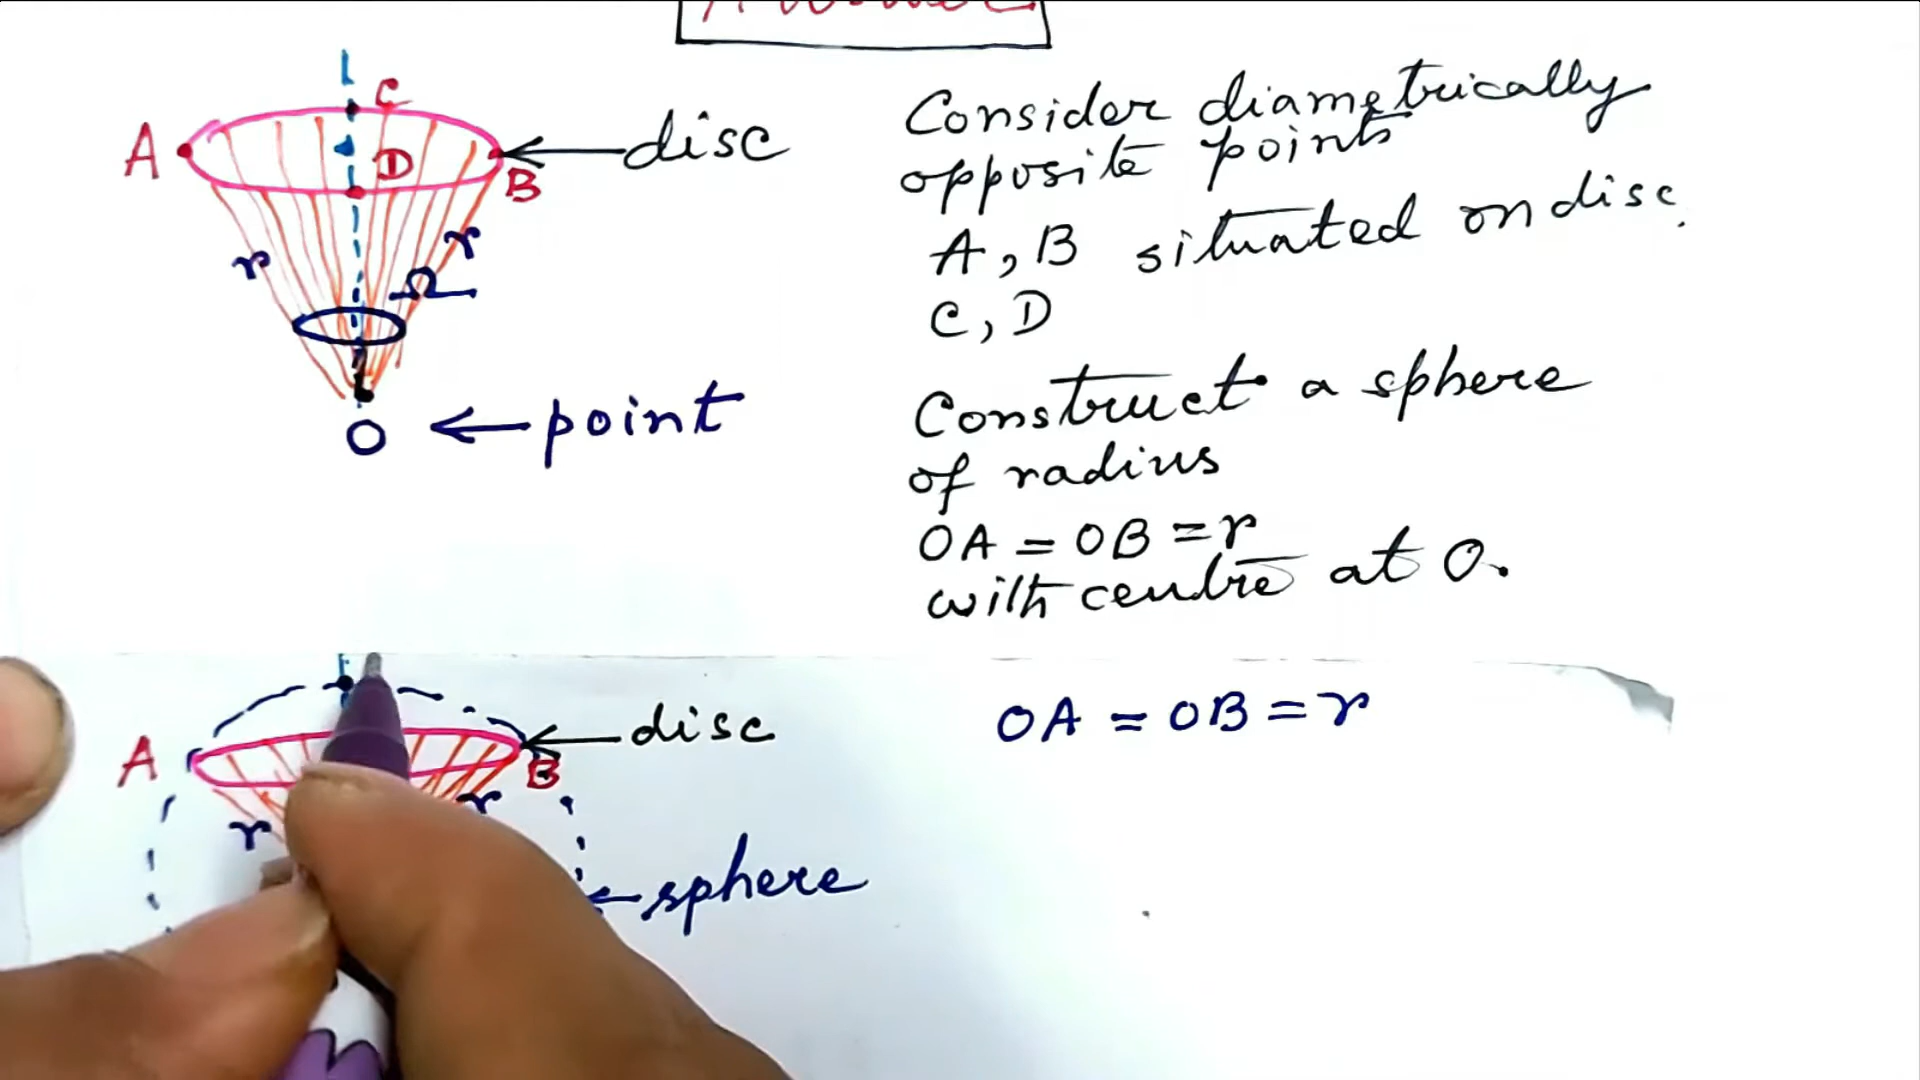 C
A
D
disc
B
r
r
Ω
O
point
Consider diametrically
opposite points
A, B situated on disc.
C, D
Construct a sphere
of radius
OA = OB = r
with centre at O.
A
disc
B
r
r
sphere
OA = OB = r